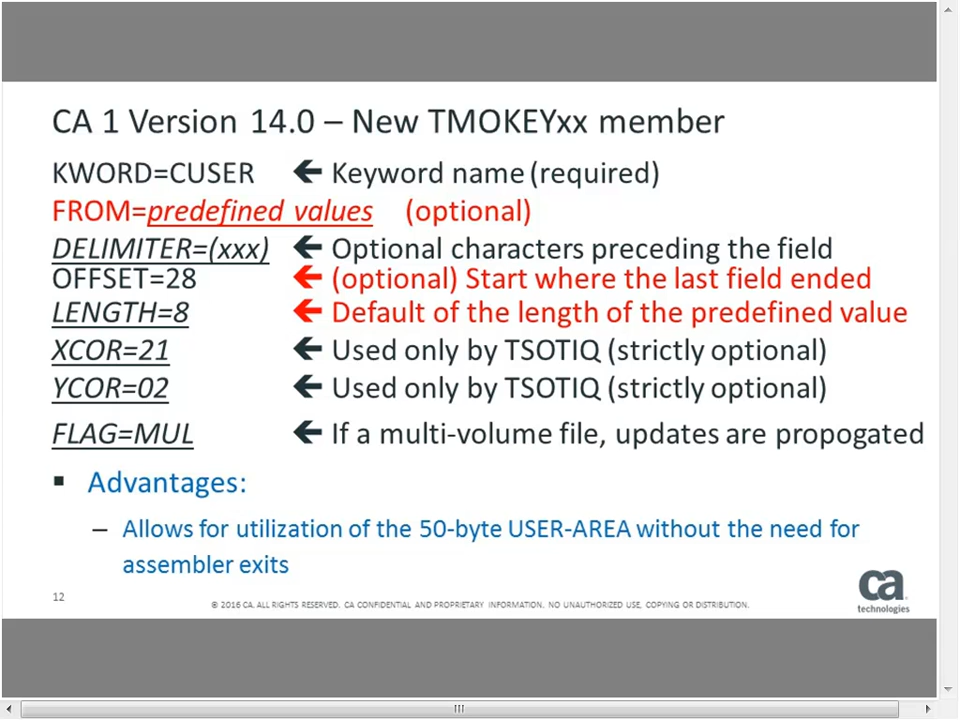 CA 1 Version 14.0 – New TMOKEYxx member
KWORD=CUSER 🡸 Keyword name (required)
FROM=predefined values (optional)
DELIMITER=(xxx) 🡸 Optional characters preceding the field
OFFSET=28 🡸 (optional) Start where the last field ended
LENGTH=8 🡸 Default of the length of the predefined value
XCOR=21 🡸 Used only by TSOTIQ (strictly optional)
YCOR=02 🡸 Used only by TSOTIQ (strictly optional)
FLAG=MUL 🡸 If a multi-volume file, updates are propogated
▪ Advantages:
– Allows for utilization of the 50-byte USER-AREA without the need for
assembler exits
12
© 2016 CA. ALL RIGHTS RESERVED. CA CONFIDENTIAL AND PROPRIETARY INFORMATION. NO UNAUTHORIZED USE, COPYING OR DISTRIBUTION.
ca
technologies